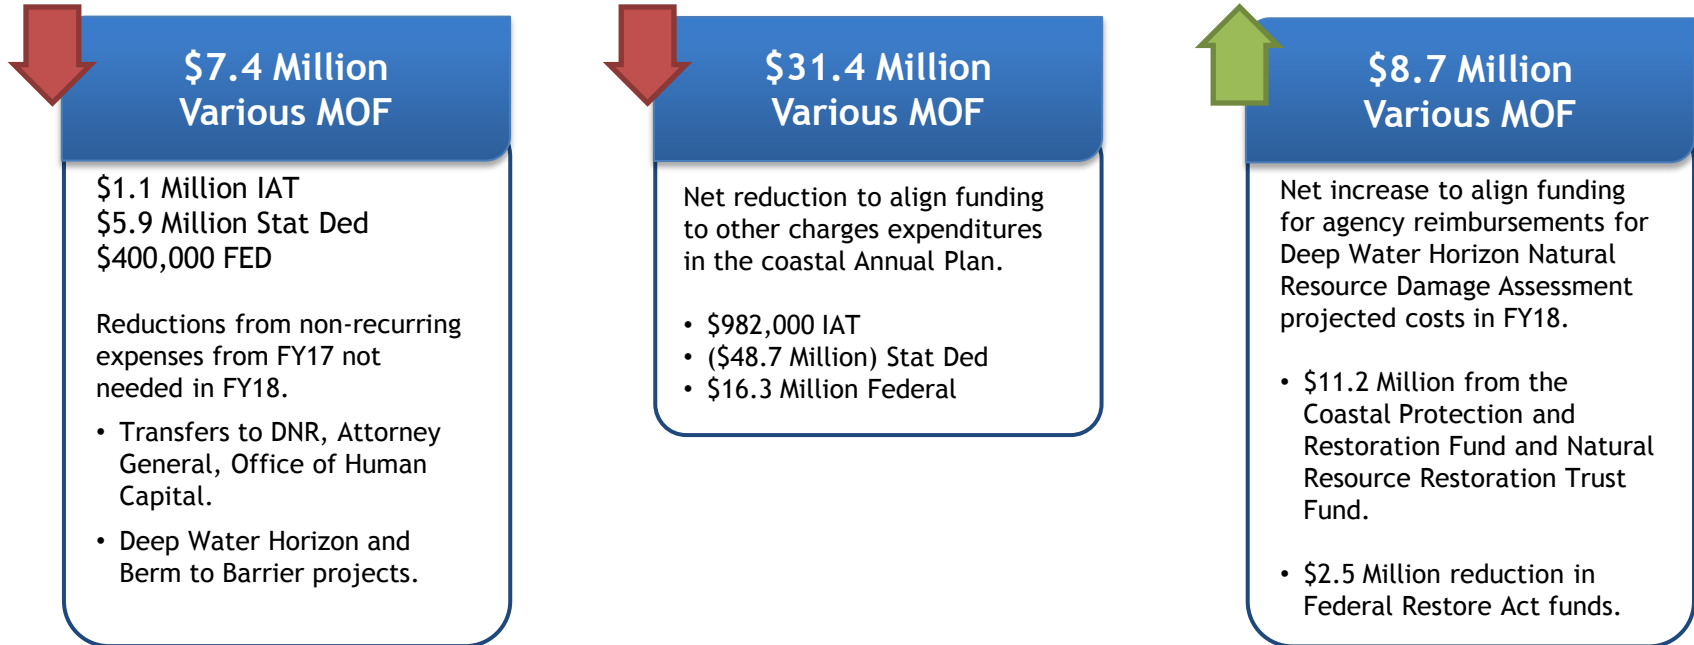 $7.4 Million
Various MOF
$1.1 Million IAT
$5.9 Million Stat Ded
$400,000 FED
Reductions from non-recurring
expenses from FY17 not
needed in FY18.
• Transfers to DNR, Attorney
General, Office of Human
Capital.
• Deep Water Horizon and
Berm to Barrier projects.
$31.4 Million
Various MOF
Net reduction to align funding
to other charges expenditures
in the coastal Annual Plan.
• $982,000 IAT
• ($48.7 Million) Stat Ded
• $16.3 Million Federal
$8.7 Million
Various MOF
Net increase to align funding
for agency reimbursements for
Deep Water Horizon Natural
Resource Damage Assessment
projected costs in FY18.
• $11.2 Million from the
Coastal Protection and
Restoration Fund and Natural
Resource Restoration Trust
Fund.
• $2.5 Million reduction in
Federal Restore Act funds.